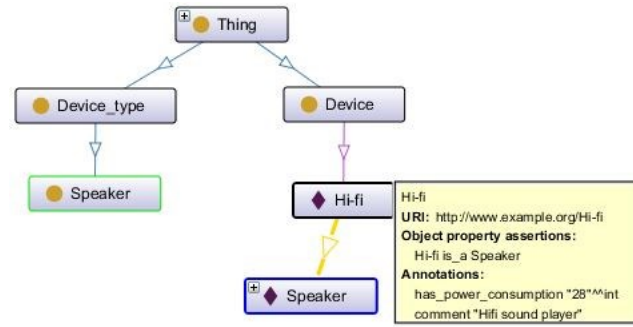 Thing
Device_type
Device
Speaker
Hi-fi
Speaker
Hi-fi
URI: http://www.example.org/Hi-fi
Object property assertions:
Hi-fi is_a Speaker
Annotations:
has_power_consumption "28"^^int
comment "Hifi sound player"